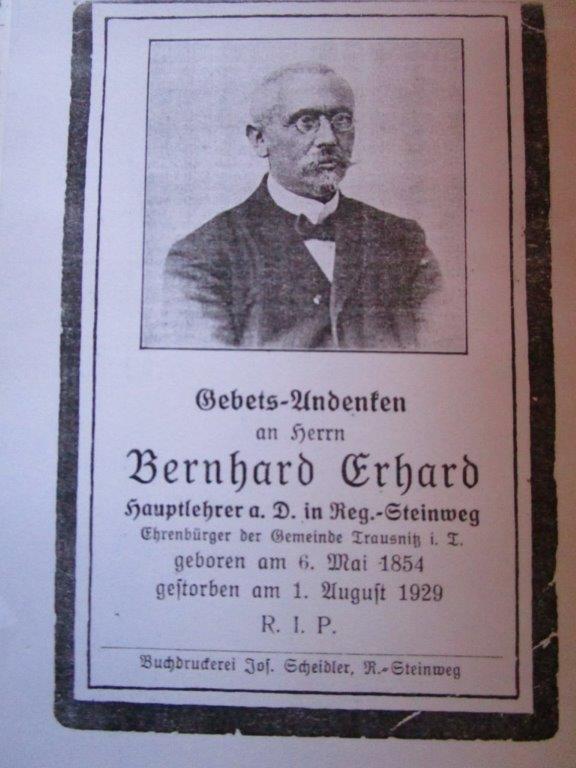 Gebets-Andenken
an Herrn
Bernhard Erhard
Hauptlehrer a. D. in Reg.-Steinweg
Ehrenbürger der Gemeinde Trausnitz i. T.
geboren am 6. Mai 1854
gestorben am 1. August 1929
R. I. P.
Buchdruckerei Jos. Scheidler, R.-Steinweg